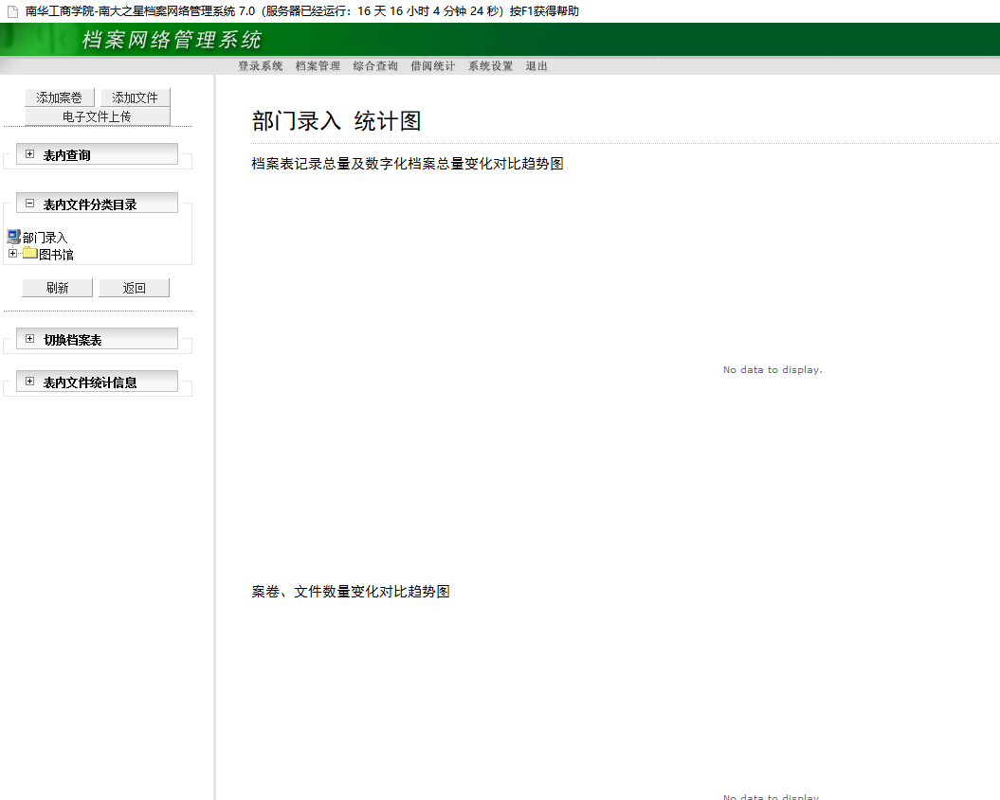 南华工商学院-南大之星档案网络管理系统 7.0（服务器已经运行：16 天 16 小时 4 分钟 24 秒）按F1获得帮助
档案网络管理系统
登录系统 档案管理 综合查询 借阅统计 系统设置 退出
添加案卷 添加文件
电子文件上传
表内查询
表内文件分类目录
部门录入
图书馆
刷新 返回
切换档案表
表内文件统计信息
部门录入 统计图
档案表记录总量及数字化档案总量变化对比趋势图
No data to display.
案卷、文件数量变化对比趋势图
No data to display.